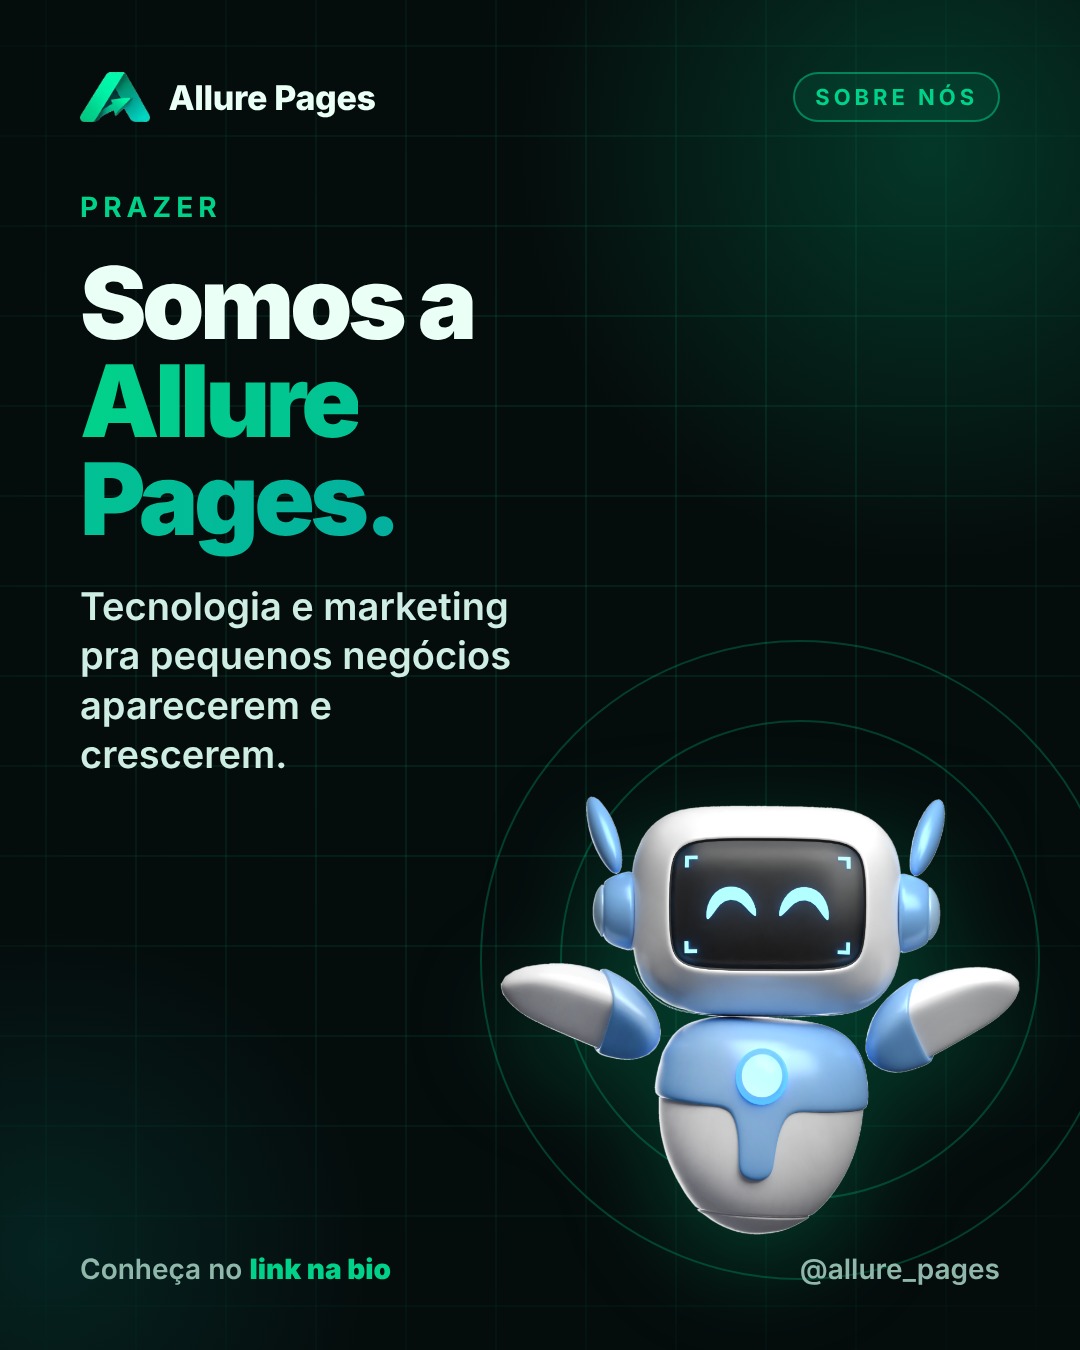 Allure Pages
SOBRE NÓS
PRAZER
Somos a
Allure
Pages.
Tecnologia e marketing
pra pequenos negócios
aparecerem e
crescerem.
Conheça no link na bio
@allure_pages